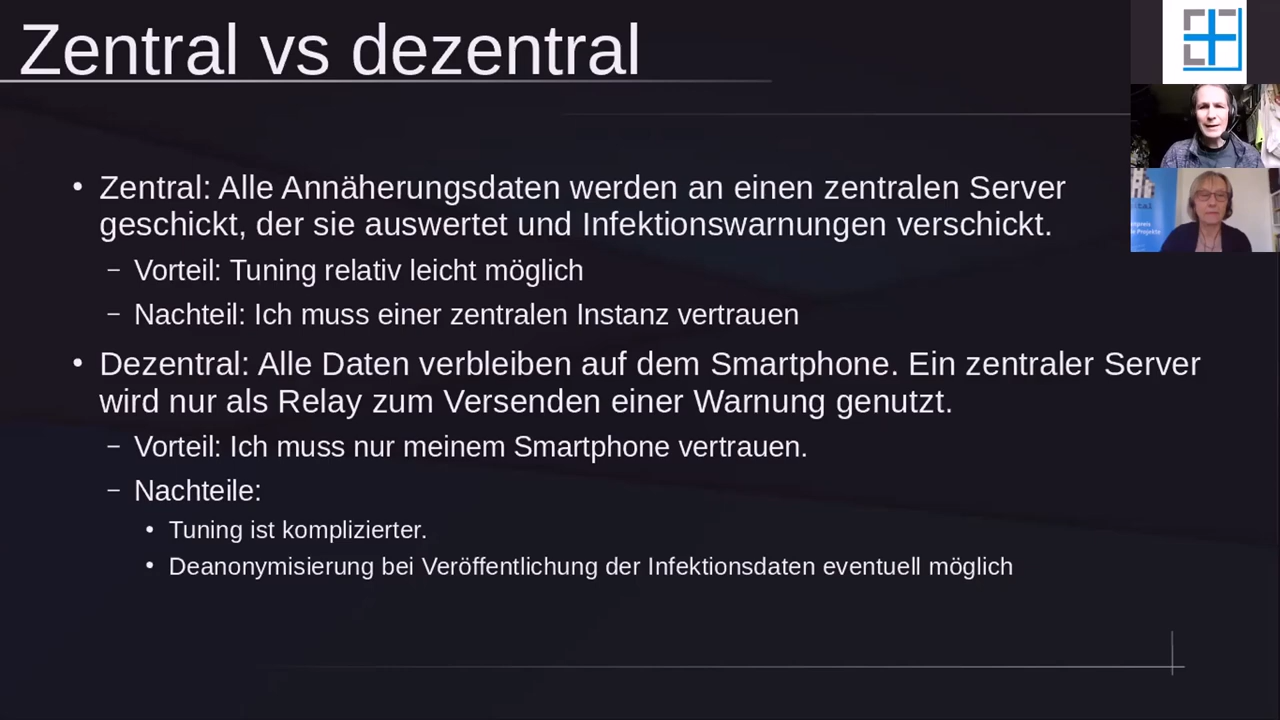 Zentral vs dezentral
• Zentral: Alle Annäherungsdaten werden an einen zentralen Server
geschickt, der sie auswertet und Infektionswarnungen verschickt.
– Vorteil: Tuning relativ leicht möglich
– Nachteil: Ich muss einer zentralen Instanz vertrauen
• Dezentral: Alle Daten verbleiben auf dem Smartphone. Ein zentraler Server
wird nur als Relay zum Versenden einer Warnung genutzt.
– Vorteil: Ich muss nur meinem Smartphone vertrauen.
– Nachteile:
• Tuning ist komplizierter.
• Deanonymisierung bei Veröffentlichung der Infektionsdaten eventuell möglich